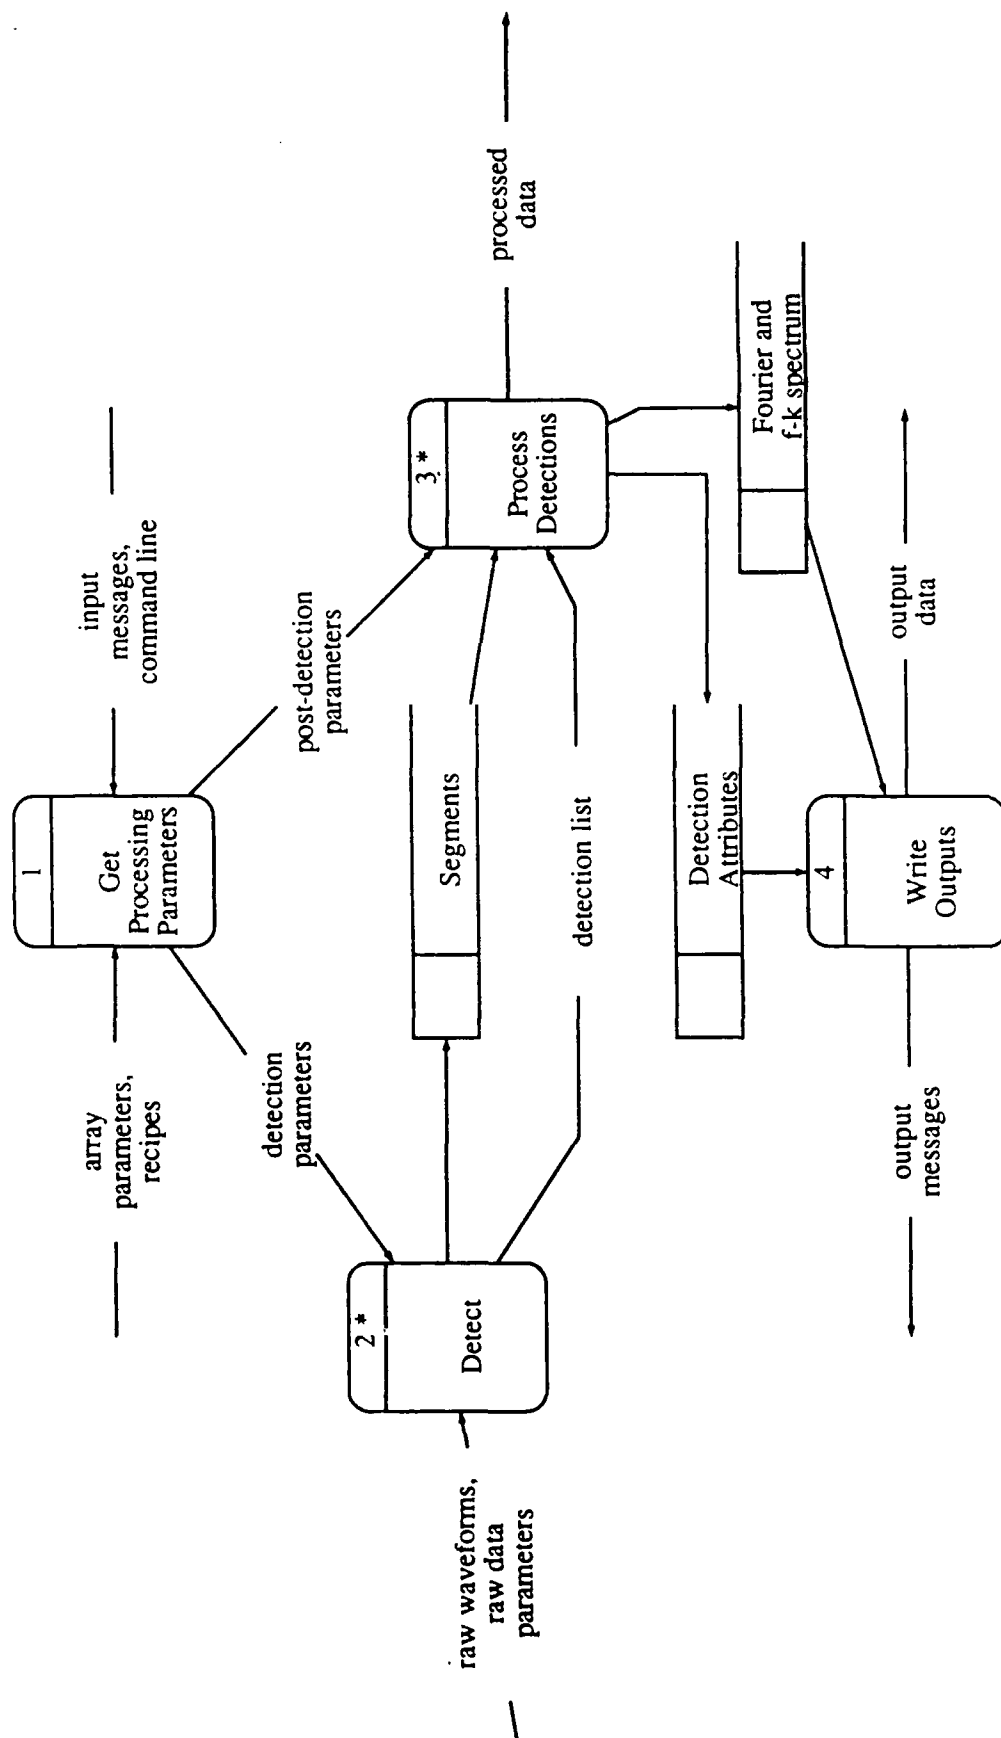 array
parameters,
recipes
1
Get
Processing
Parameters
input
messages,
command line
detection
parameters
post-detection
parameters
raw waveforms,
raw data
parameters
2 *
Detect
Segments
3 *
Process
Detections
processed
data
detection list
Detection
Attributes
Fourier and
f-k spectrum
output
messages
4
Write
Outputs
output
data